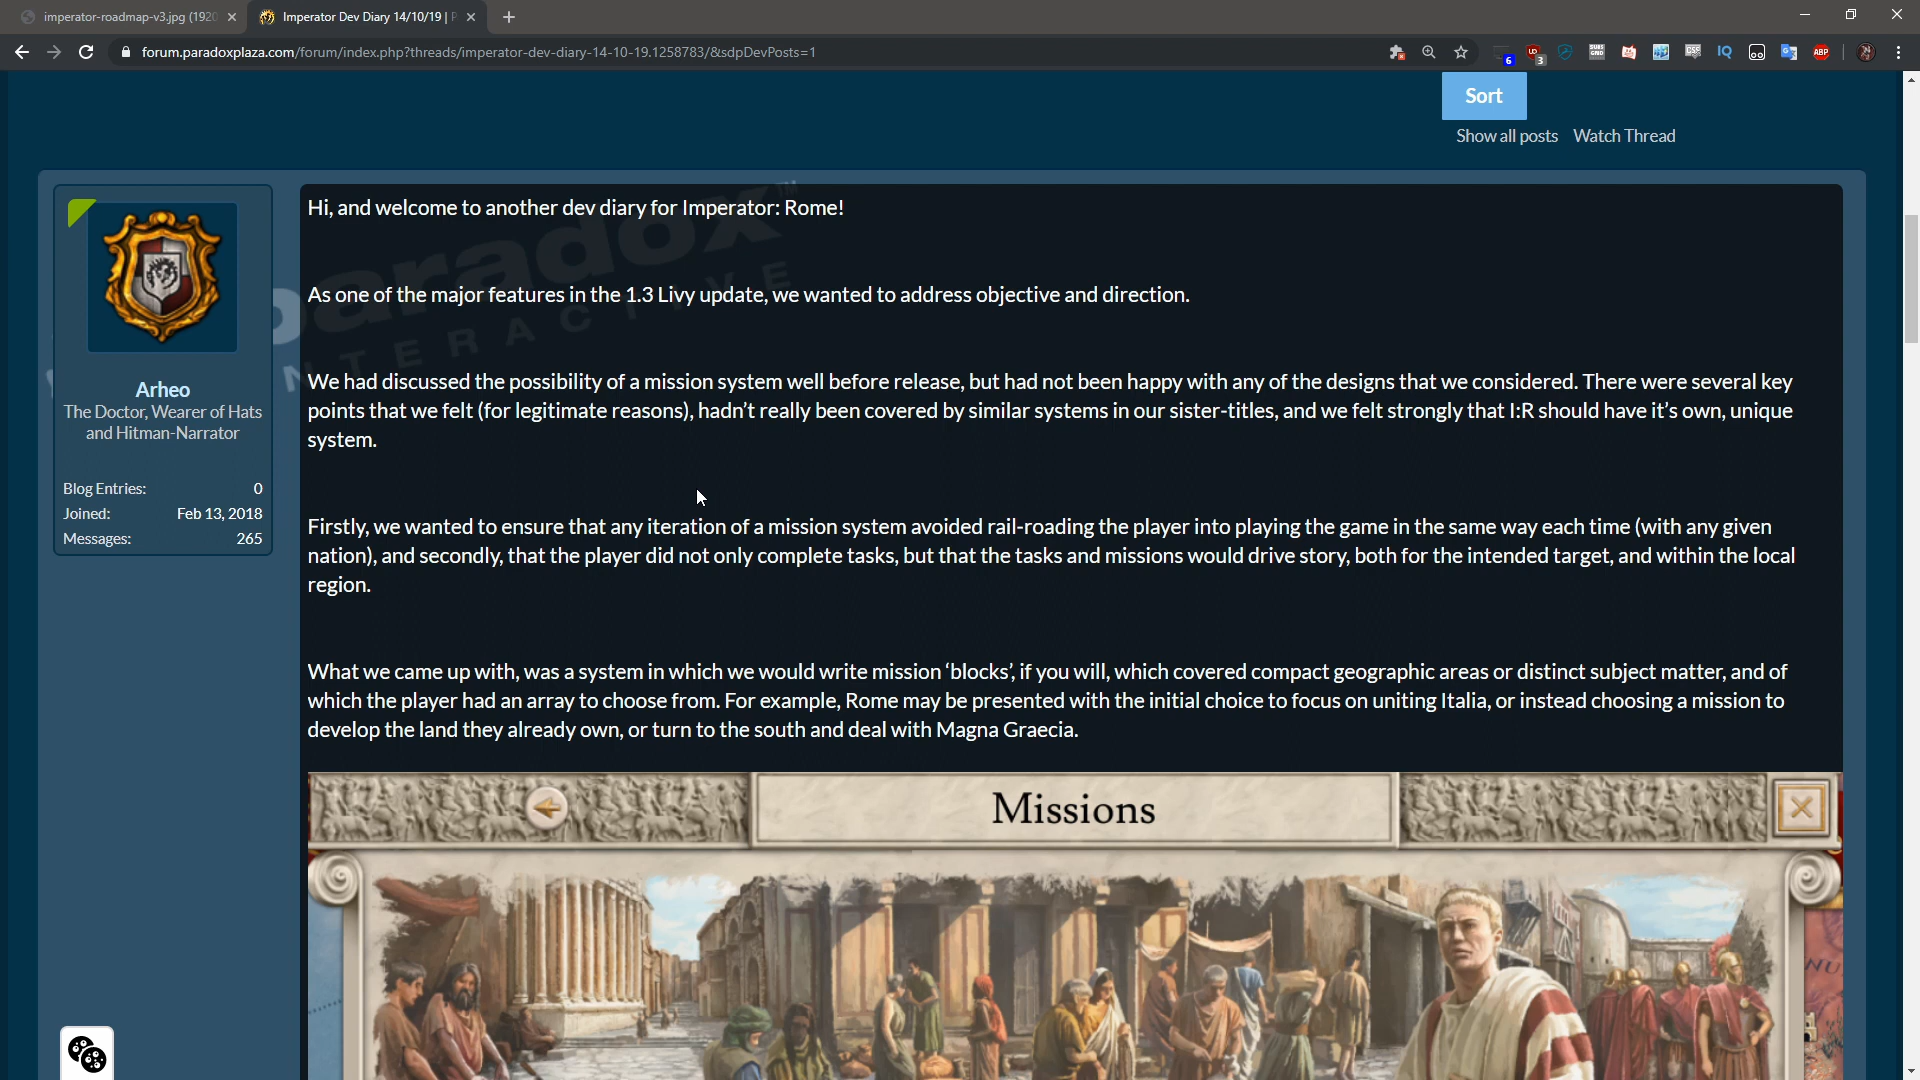 imperator-roadmap-v3.jpg (1920
Imperator Dev Diary 14/10/19 | P
forum.paradoxplaza.com/forum/index.php?threads/imperator-dev-diary-14-10-19.1258783/&sdpDevPosts=1
6
3
IQ
ABP
Sort
Show all posts Watch Thread
paradox
INTERACTIVE
TM
Arheo
The Doctor, Wearer of Hats
and Hitman-Narrator
Blog Entries: 0
Joined: Feb 13, 2018
Messages: 265
Hi, and welcome to another dev diary for Imperator: Rome!
As one of the major features in the 1.3 Livy update, we wanted to address objective and direction.
We had discussed the possibility of a mission system well before release, but had not been happy with any of the designs that we considered. There were several key
points that we felt (for legitimate reasons), hadn't really been covered by similar systems in our sister-titles, and we felt strongly that I:R should have it's own, unique
system.
Firstly, we wanted to ensure that any iteration of a mission system avoided rail-roading the player into playing the game in the same way each time (with any given
nation), and secondly, that the player did not only complete tasks, but that the tasks and missions would drive story, both for the intended target, and within the local
region.
What we came up with, was a system in which we would write mission ‘blocks’, if you will, which covered compact geographic areas or distinct subject matter, and of
which the player had an array to choose from. For example, Rome may be presented with the initial choice to focus on uniting Italia, or instead choosing a mission to
develop the land they already own, or turn to the south and deal with Magna Graecia.
Missions
NU